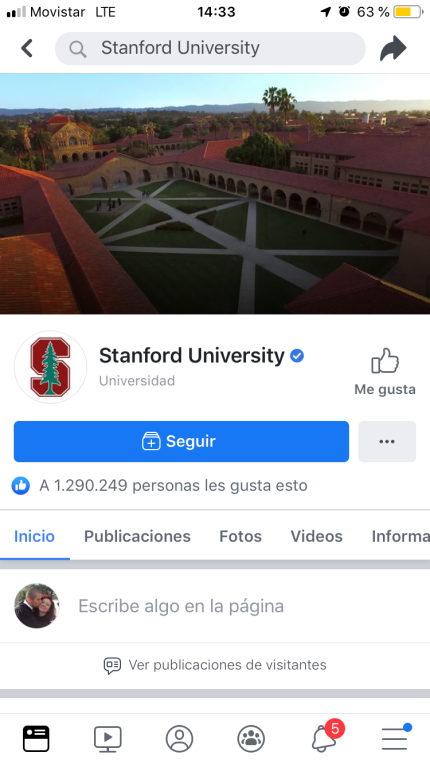 Movistar LTE 14:33 63 %
Stanford University
Stanford University
Universidad
Me gusta
Seguir
A 1.290.249 personas les gusta esto
Inicio Publicaciones Fotos Videos Informa
Escribe algo en la página
Ver publicaciones de visitantes
5